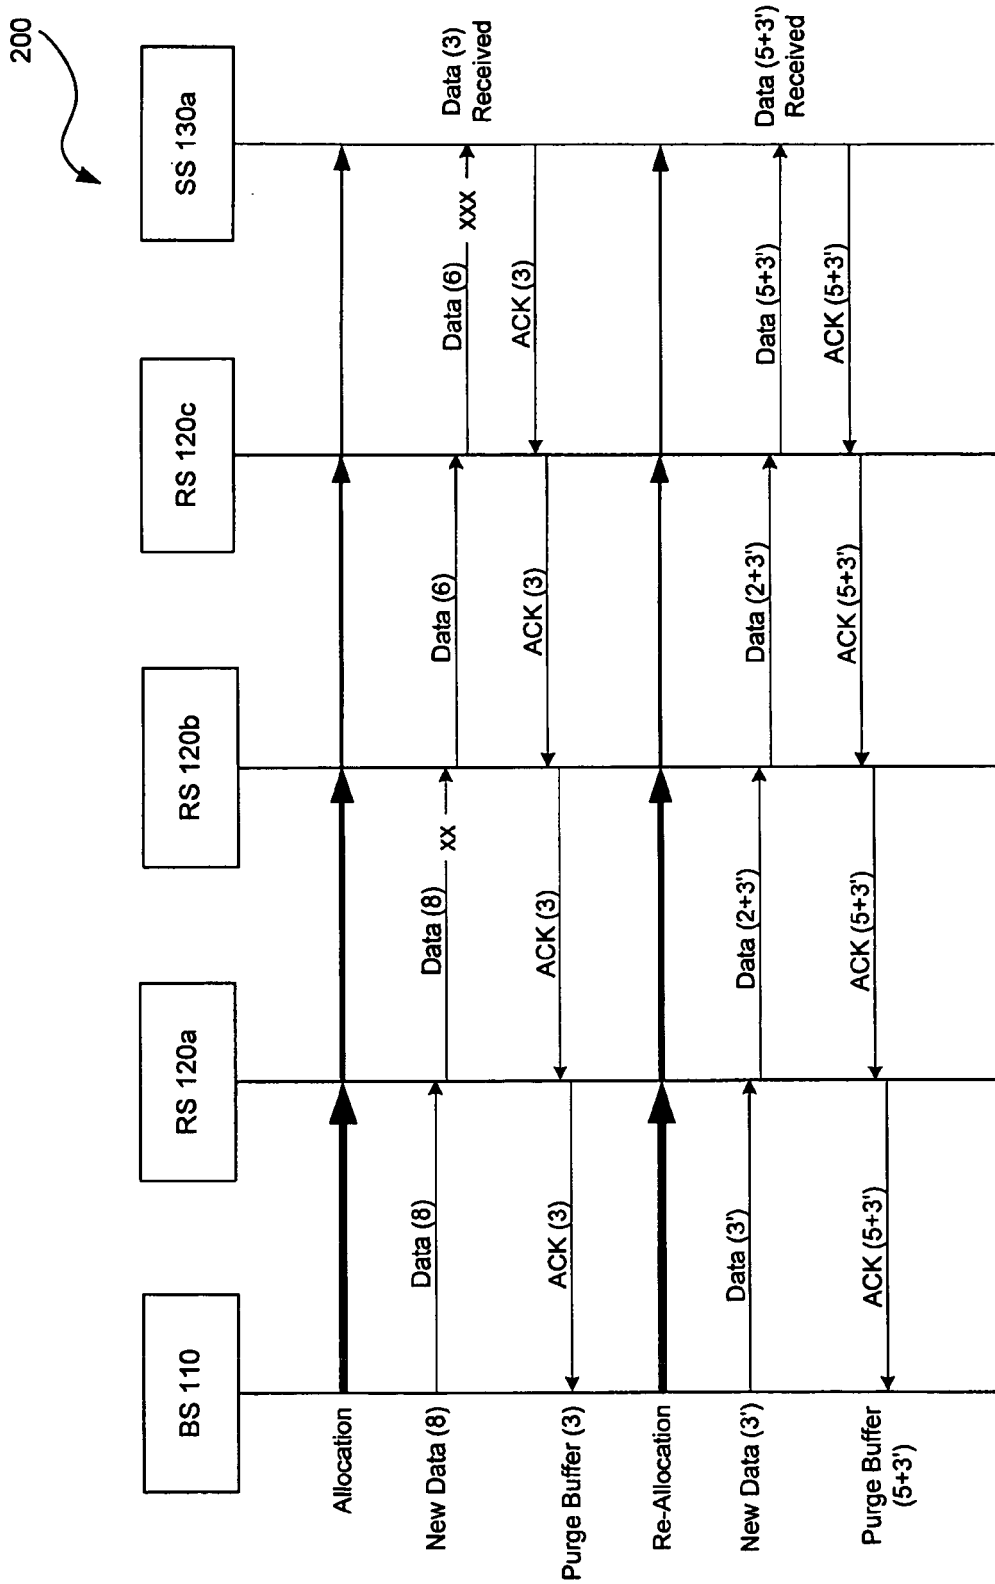 200
BS 110
RS 120a
RS 120b
RS 120c
SS 130a
Allocation
New Data (8)
Data (8)
Data (8)
XX
Data (6)
Data (6)
XXX
Data (3)
Received
Purge Buffer (3)
ACK (3)
ACK (3)
ACK (3)
ACK (3)
Re-Allocation
New Data (3')
Data (3')
Data (2+3')
Data (2+3')
Data (5+3')
Data (5+3')
Received
Purge Buffer
(5+3')
ACK (5+3')
ACK (5+3')
ACK (5+3')
ACK (5+3')